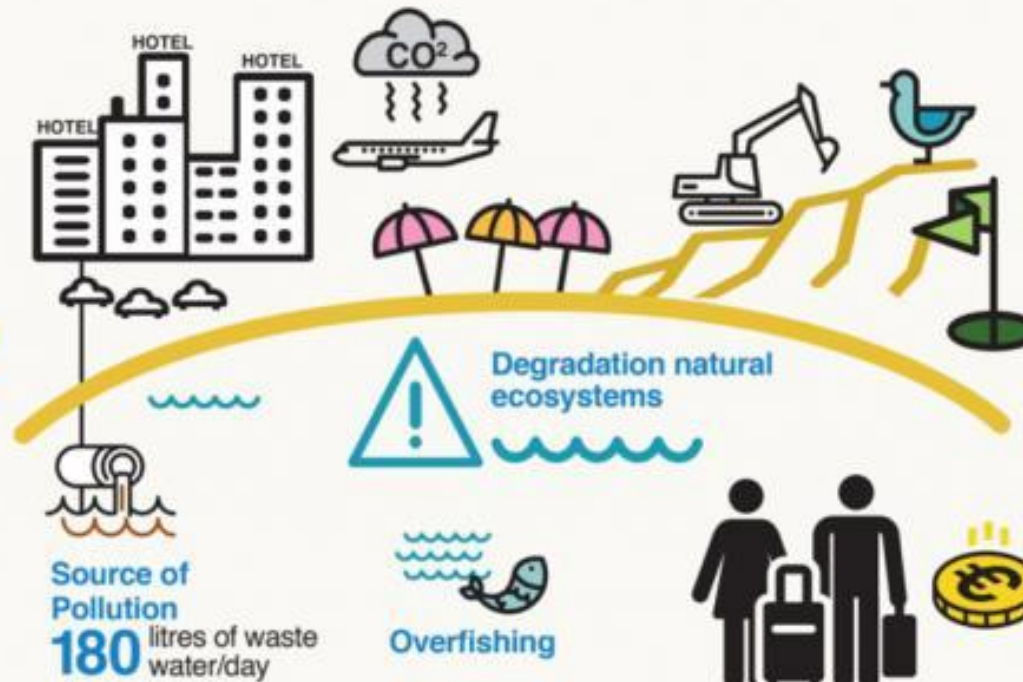 HOTEL
HOTEL
HOTEL
CO²
Degradation natural
ecosystems
Source of
Pollution
180 litres of waste
water/day
Overfishing
€